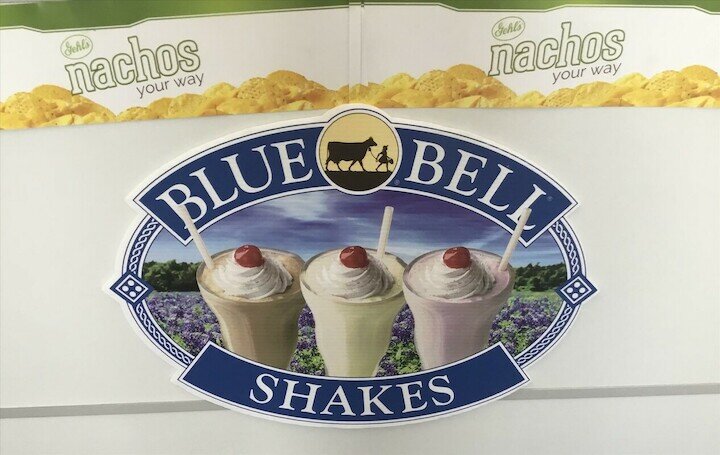 Gehl's
nachos
your way
Gehl's
nachos
your way
BLUE BELL
SHAKES